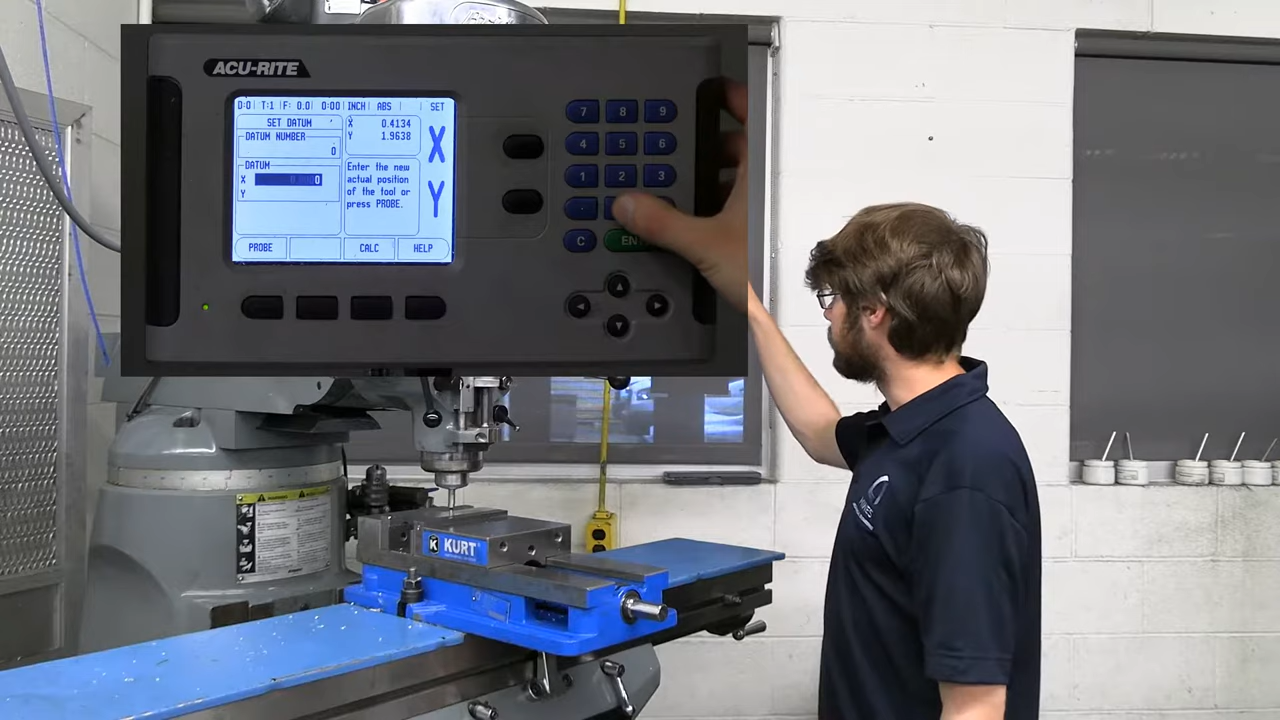 ACU-RITE
D:0 T:1 F: 0.0 0:00 INCH ABS SET
SET DATUM
DATUM NUMBER
0
DATUM
X 0
Y
X 0.4134
Y 1.9638
Enter the new
actual position
of the tool or
press PROBE.
X
Y
PROBE CALC HELP
7 8 9
4 5 6
1 2 3
.
C
KURT